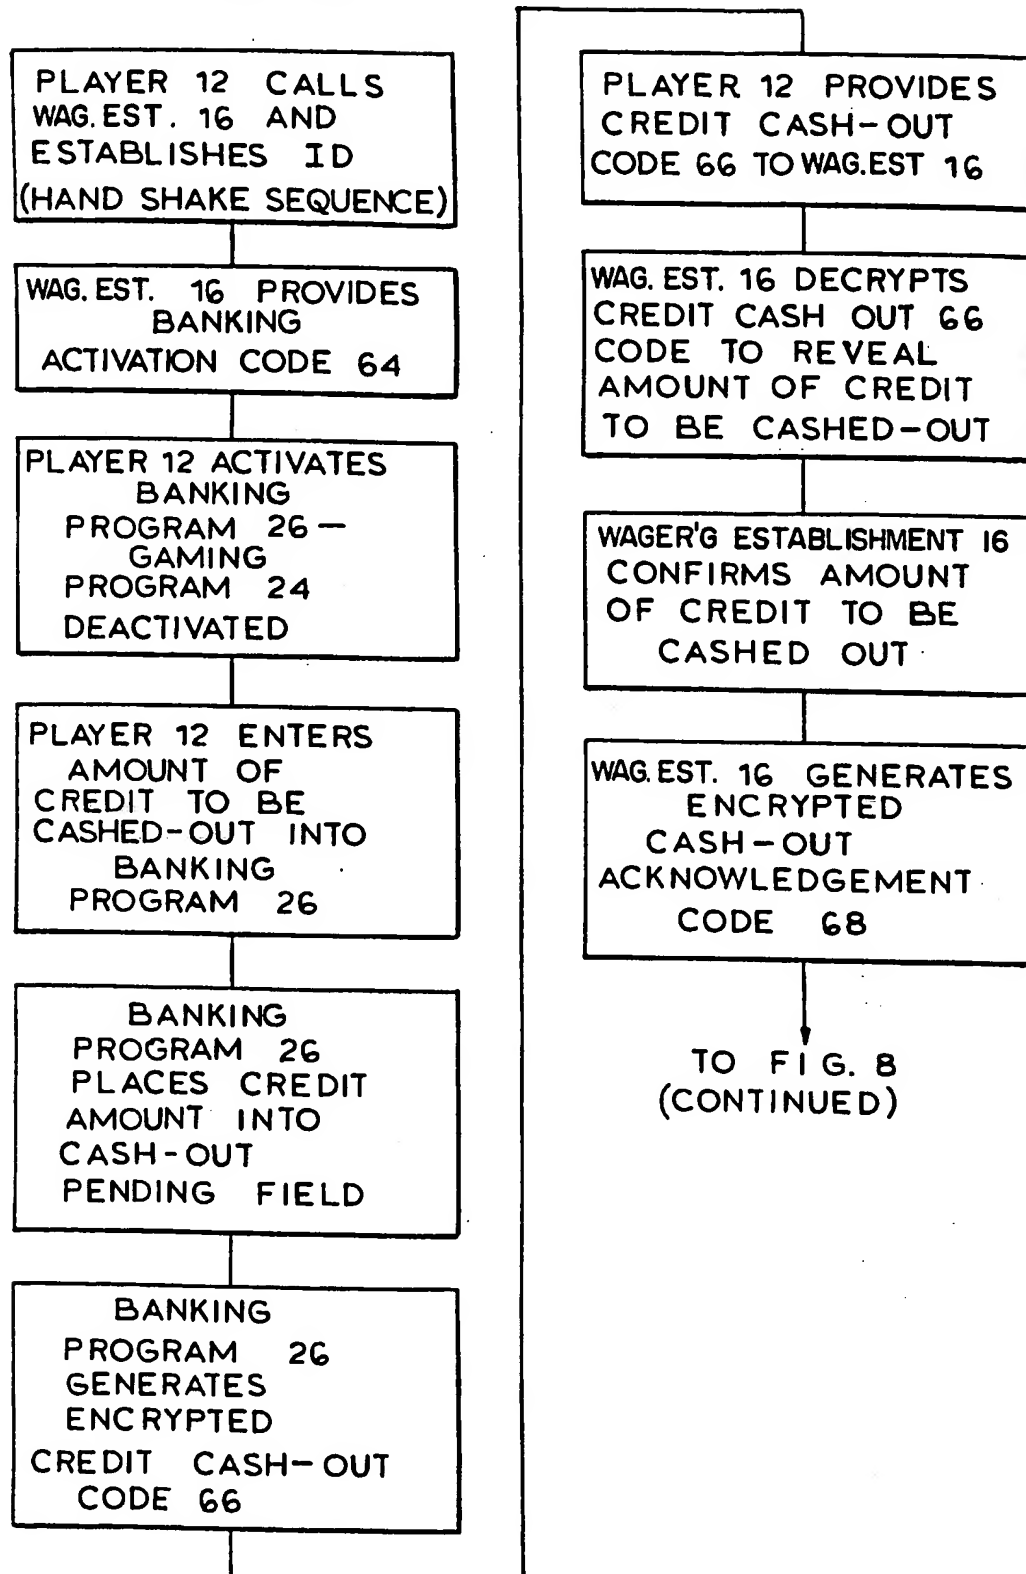 PLAYER 12 CALLS
WAG. EST. 16 AND
ESTABLISHES ID
(HAND SHAKE SEQUENCE)
WAG. EST. 16 PROVIDES
BANKING
ACTIVATION CODE 64
PLAYER 12 ACTIVATES
BANKING
PROGRAM 26 —
GAMING
PROGRAM 24
DEACTIVATED
PLAYER 12 ENTERS
AMOUNT OF
CREDIT TO BE
CASHED-OUT INTO
BANKING
PROGRAM 26
BANKING
PROGRAM 26
PLACES CREDIT
AMOUNT INTO
CASH-OUT
PENDING FIELD
BANKING
PROGRAM 26
GENERATES
ENCRYPTED
CREDIT CASH-OUT
CODE 66
PLAYER 12 PROVIDES
CREDIT CASH-OUT
CODE 66 TO WAG.EST 16
WAG. EST. 16 DECRYPTS
CREDIT CASH OUT 66
CODE TO REVEAL
AMOUNT OF CREDIT
TO BE CASHED-OUT
WAGER'G ESTABLISHMENT 16
CONFIRMS AMOUNT
OF CREDIT TO BE
CASHED OUT
WAG. EST. 16 GENERATES
ENCRYPTED
CASH-OUT
ACKNOWLEDGEMENT
CODE 68
TO FIG. 8
(CONTINUED)